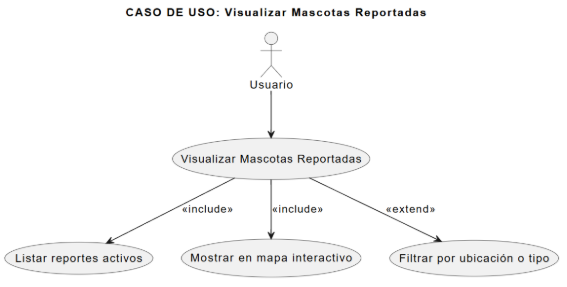 CASO DE USO: Visualizar Mascotas Reportadas
Usuario
Visualizar Mascotas Reportadas
«include»
«include»
«extend»
Listar reportes activos
Mostrar en mapa interactivo
Filtrar por ubicación o tipo